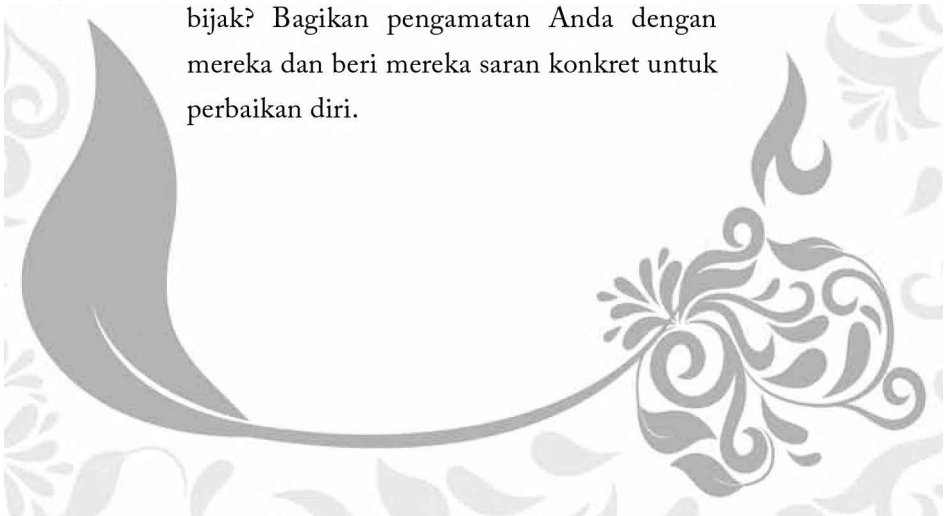 bijak? Bagikan pengamatan Anda dengan
mereka dan beri mereka saran konkret untuk
perbaikan diri.